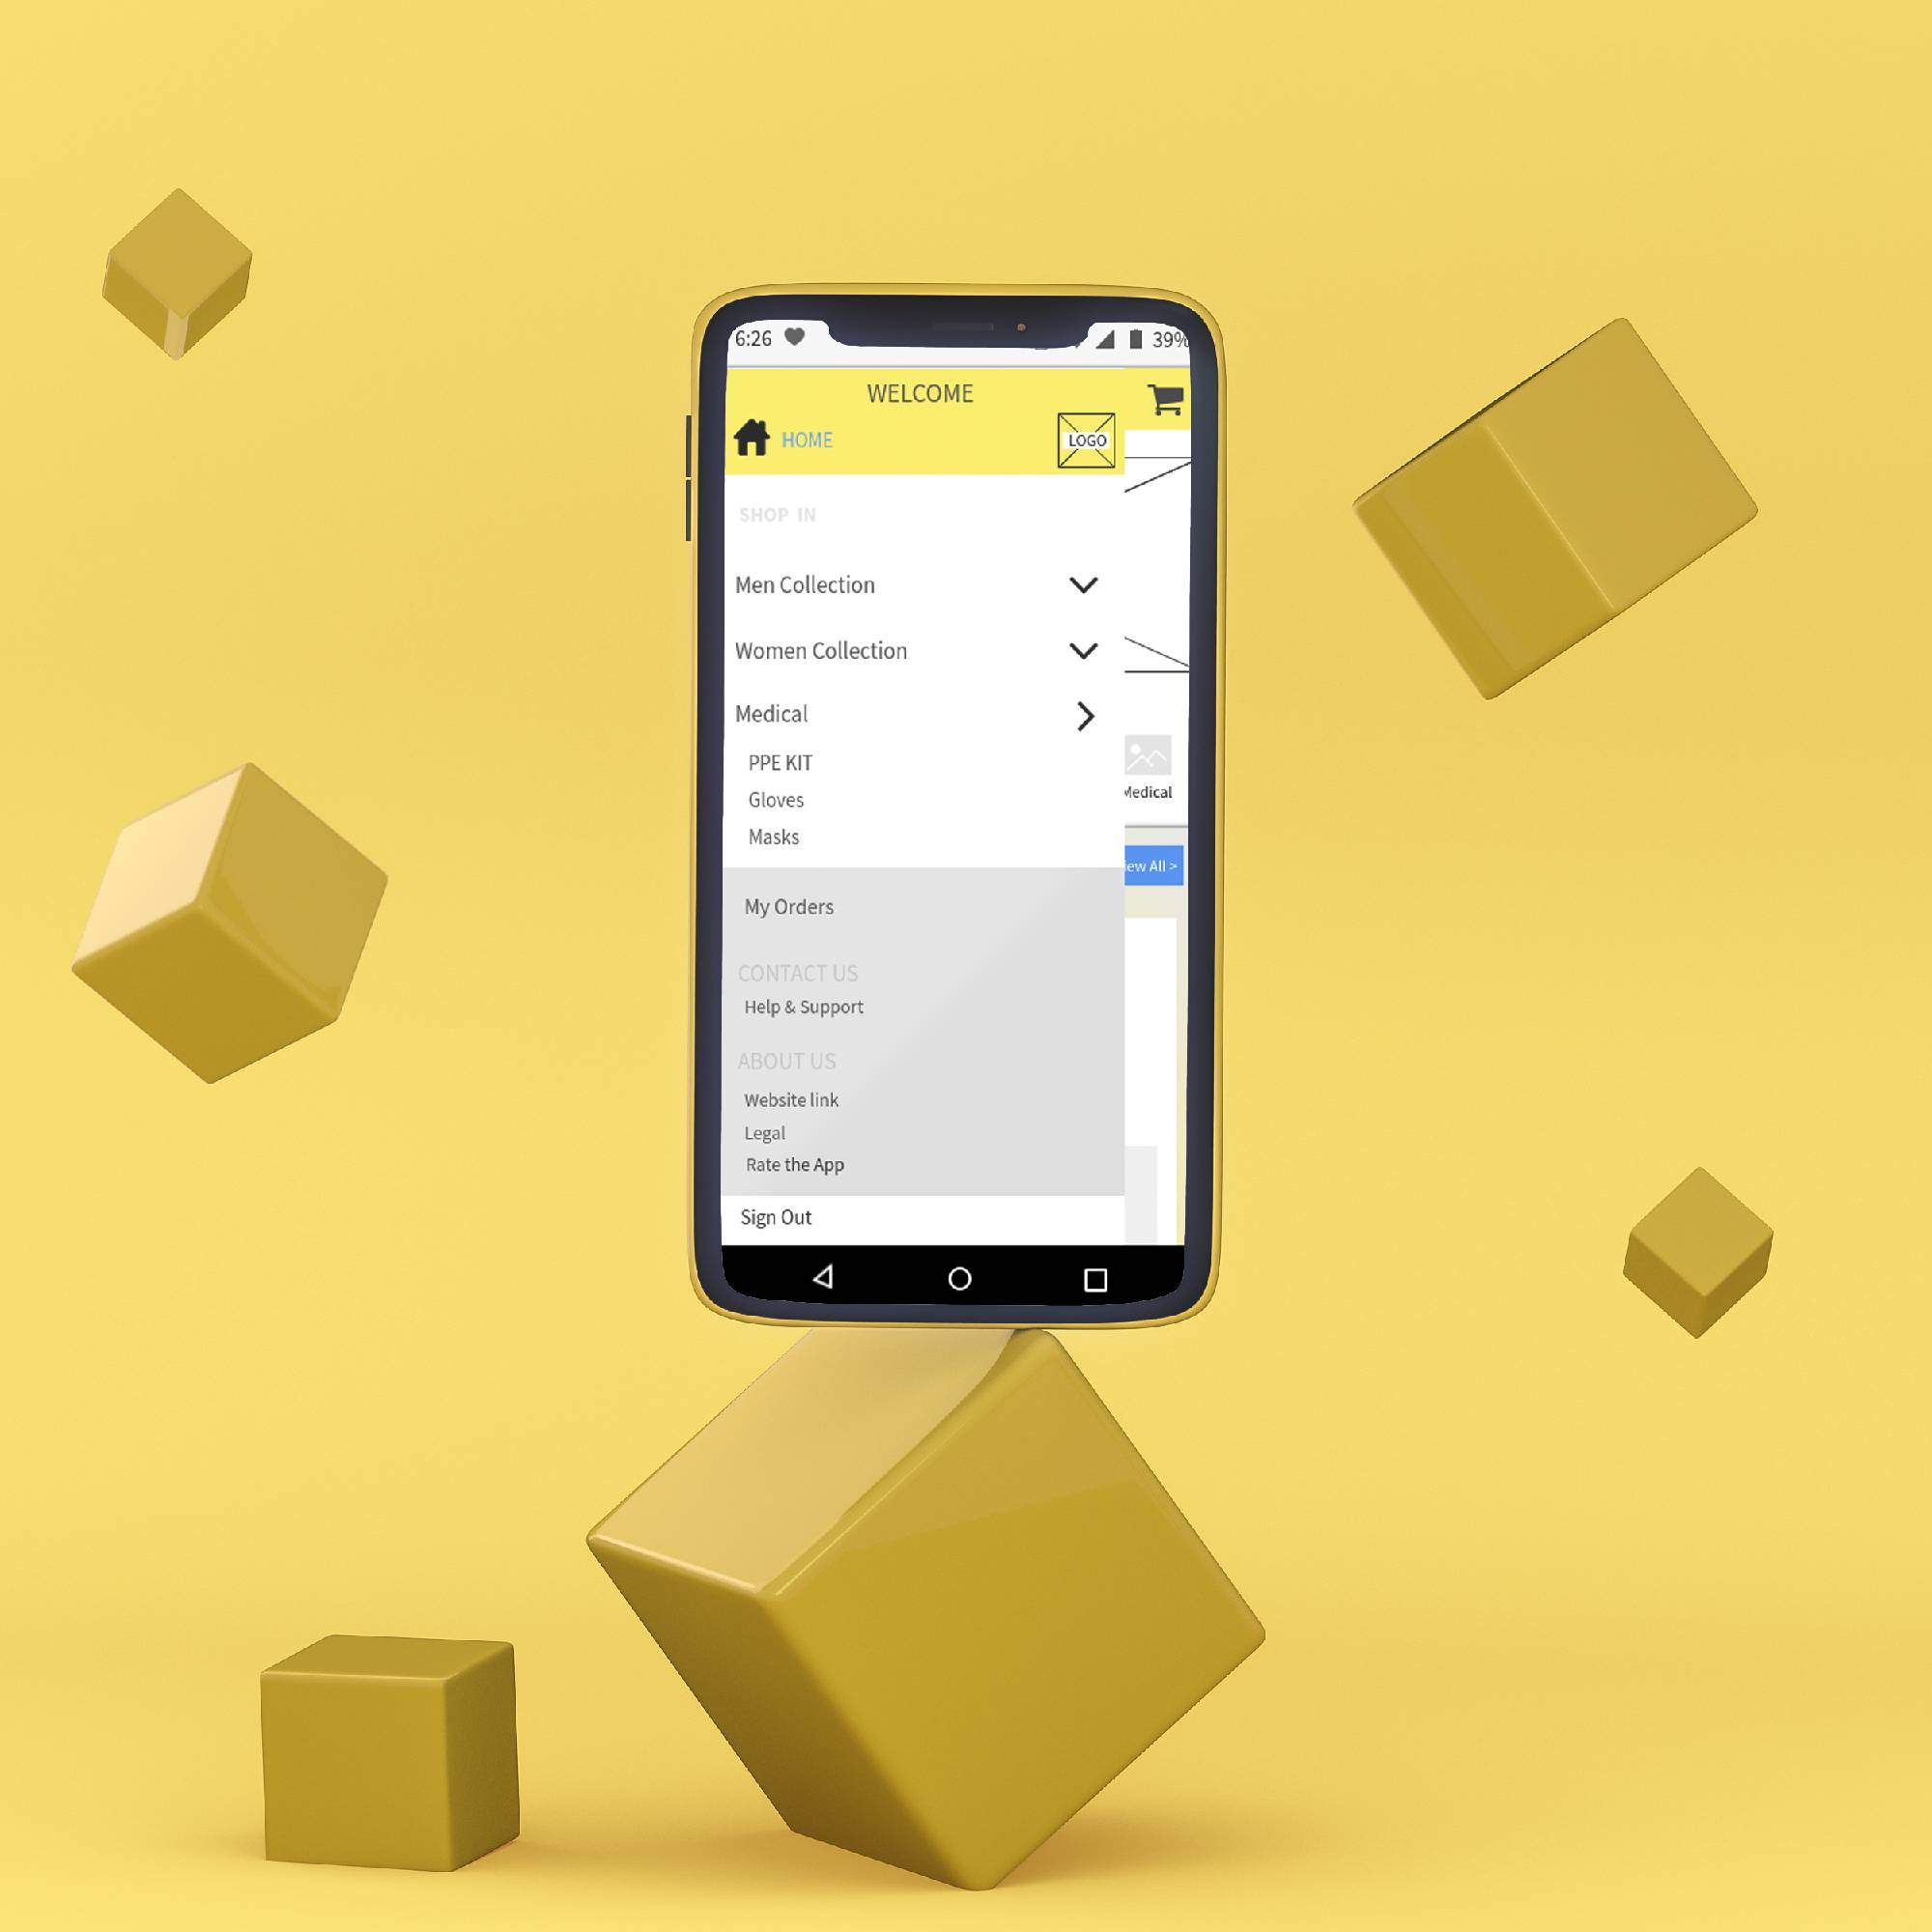 6:26 39%
WELCOME
HOME LOGO
SHOP IN
Men Collection
Women Collection
Medical
PPE KIT
Gloves
Masks
Medical
All >
My Orders
CONTACT US
Help & Support
ABOUT US
Website link
Legal
Rate the App
Sign Out